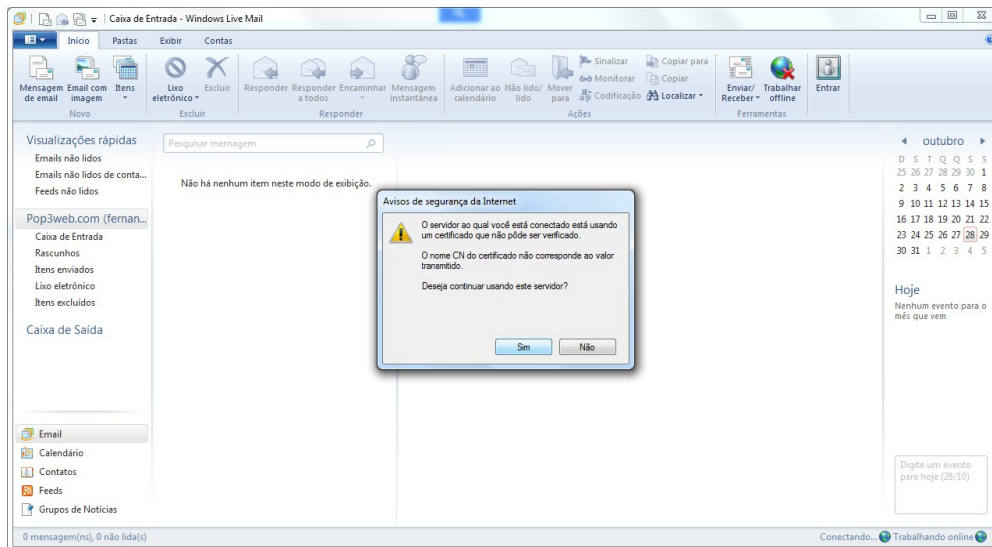 Caixa de Entrada - Windows Live Mail
Início Pastas Exibir Contas
Mensagem de email
Email com imagem
Itens
Novo
Lixo eletrônico
Excluir
Excluir
Responder
Responder a todos
Encaminhar
Mensagem instantânea
Responder
Adicionar ao calendário
Não lido/ lido
Mover para
Sinalizar
Monitorar
Codificação
Copiar para
Copiar
Localizar
Ações
Enviar/ Receber
Trabalhar offline
Ferramentas
Entrar
Visualizações rápidas
Emails não lidos
Emails não lidos de conta...
Feeds não lidos
Pop3web.com (fernan...
Caixa de Entrada
Rascunhos
Itens enviados
Lixo eletrônico
Itens excluídos
Caixa de Saída
Email
Calendário
Contatos
Feeds
Grupos de Notícias
Pesquisar mensagem
Não há nenhum item neste modo de exibição.
Avisos de segurança da Internet
O servidor ao qual você está conectado está usando
um certificado que não pôde ser verificado.
O nome CN do certificado não corresponde ao valor
transmitido.
Deseja continuar usando este servidor?
Sim Não
outubro
D S T Q Q S S
25 26 27 28 29 30 1
2 3 4 5 6 7 8
9 10 11 12 13 14 15
16 17 18 19 20 21 22
23 24 25 26 27 28 29
30 31 1 2 3 4 5
Hoje
Nenhum evento para o
mês que vem
Digite um evento
para hoje (28/10)
0 mensagem(ns), 0 não lida(s)
Conectando... Trabalhando online